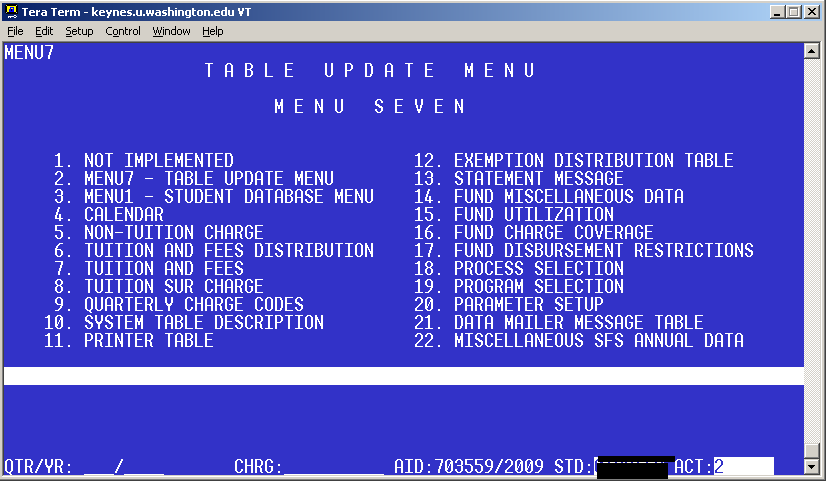 Tera Term - keynes.u.washington.edu VT
File Edit Setup Control Window Help
MENU7
TABLE UPDATE MENU
MENU SEVEN
1. NOT IMPLEMENTED
2. MENU7 - TABLE UPDATE MENU
3. MENU1 - STUDENT DATABASE MENU
4. CALENDAR
5. NON-TUITION CHARGE
6. TUITION AND FEES DISTRIBUTION
7. TUITION AND FEES
8. TUITION SUR CHARGE
9. QUARTERLY CHARGE CODES
10. SYSTEM TABLE DESCRIPTION
11. PRINTER TABLE
12. EXEMPTION DISTRIBUTION TABLE
13. STATEMENT MESSAGE
14. FUND MISCELLANEOUS DATA
15. FUND UTILIZATION
16. FUND CHARGE COVERAGE
17. FUND DISBURSEMENT RESTRICTIONS
18. PROCESS SELECTION
19. PROGRAM SELECTION
20. PARAMETER SETUP
21. DATA MAILER MESSAGE TABLE
22. MISCELLANEOUS SFS ANNUAL DATA
QTR/YR: ___/____ CHRG:__________ AID:703559/2009 STD: ACT:2